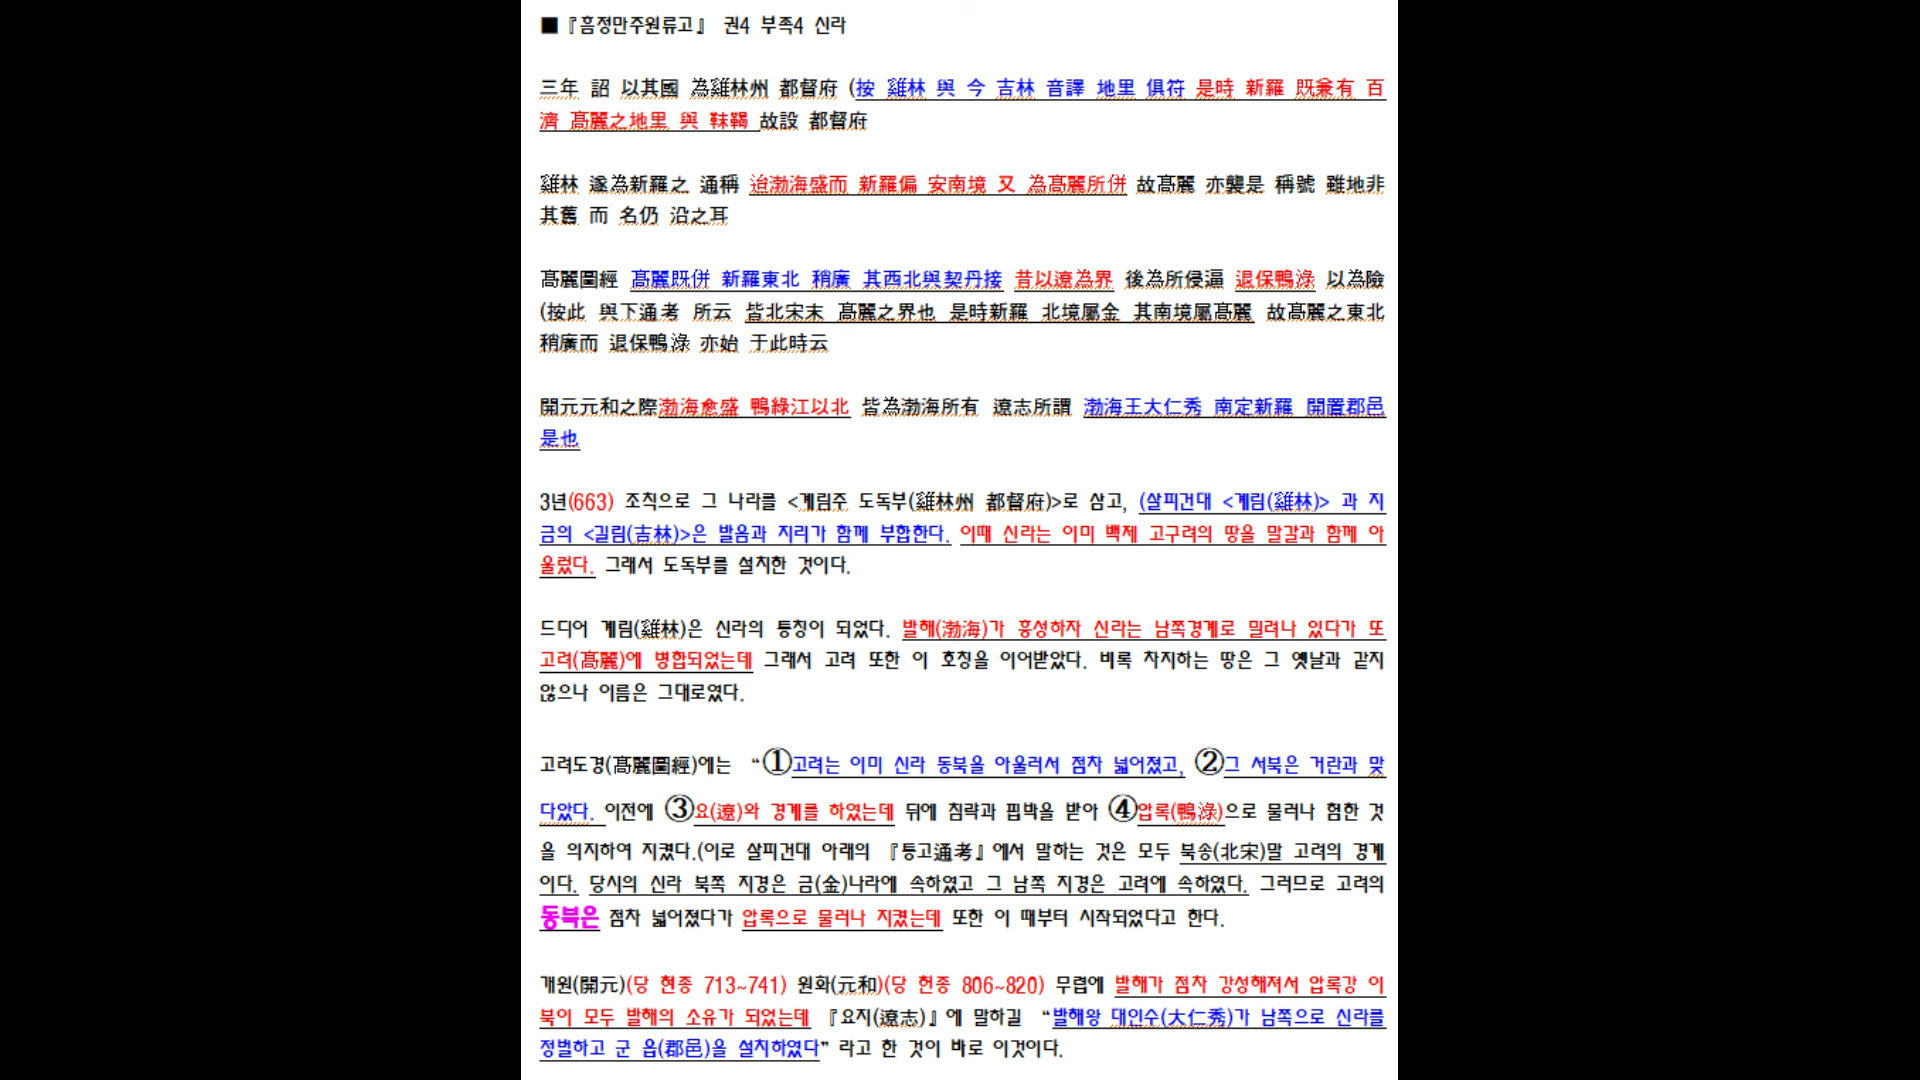 ■『흠정만주원류고』 권4 부족4 신라
三年 詔 以其國 為雞林州 都督府 (按 雞林 與 今 吉林 音譯 地里 俱符 是時 新羅 既兼有 百
濟 髙麗之地里 與 靺鞨 故設 都督府
雞林 遂為新羅之 通稱 迨渤海盛而 新羅偏 安南境 又 為髙麗所併 故髙麗 亦襲是 稱號 雖地非
其舊 而 名仍 沿之耳
髙麗圖經 髙麗既併 新羅東北 稍廣 其西北與契丹接 昔以遼為界 後為所侵逼 退保鴨淥 以為險
(按此 與下通考 所云 皆北宋末 髙麗之界也 是時新羅 北境屬金 其南境屬髙麗 故髙麗之東北
稍廣而 退保鴨淥 亦始 于此時云
開元元和之際渤海愈盛 鴨綠江以北 皆為渤海所有 遼志所謂 渤海王大仁秀 南定新羅 開置郡邑
是也
3년(663) 조칙으로 그 나라를 <계림주 도독부(雞林州 都督府)>로 삼고, (살피건대 <계림(雞林)> 과 지
금의 <길림(吉林)>은 발음과 지리가 함께 부합한다. 이때 신라는 이미 백제 고구려의 땅을 말갈과 함께 아
울렀다. 그래서 도독부를 설치한 것이다.
드디어 계림(雞林)은 신라의 통칭이 되었다. 발해(渤海)가 흥성하자 신라는 남쪽경계로 밀려나 있다가 또
고려(髙麗)에 병합되었는데 그래서 고려 또한 이 호칭을 이어받았다. 비록 차지하는 땅은 그 옛날과 같지
않으나 이름은 그대로였다.
고려도경(髙麗圖經)에는 “①고려는 이미 신라 동북을 아울러서 점차 넓어졌고, ②그 서북은 거란과 맞
다았다. 이전에 ③요(遼)와 경계를 하였는데 뒤에 침략과 핍박을 받아 ④압록(鴨淥)으로 물러나 험한 것
을 의지하여 지켰다.(이로 살피건대 아래의 『통고通考』에서 말하는 것은 모두 북송(北宋)말 고려의 경계
이다. 당시의 신라 북쪽 지경은 금(金)나라에 속하였고 그 남쪽 지경은 고려에 속하였다. 그러므로 고려의
동북은 점차 넓어졌다가 압록으로 물러나 지켰는데 또한 이 때부터 시작되었다고 한다.
개원(開元)(당 현종 713~741) 원화(元和)(당 헌종 806~820) 무렵에 발해가 점차 강성해져서 압록강 이
북이 모두 발해의 소유가 되었는데 『요지(遼志)』에 말하길 “발해왕 대인수(大仁秀)가 남쪽으로 신라를
정벌하고 군 읍(郡邑)을 설치하였다” 라고 한 것이 바로 이것이다.